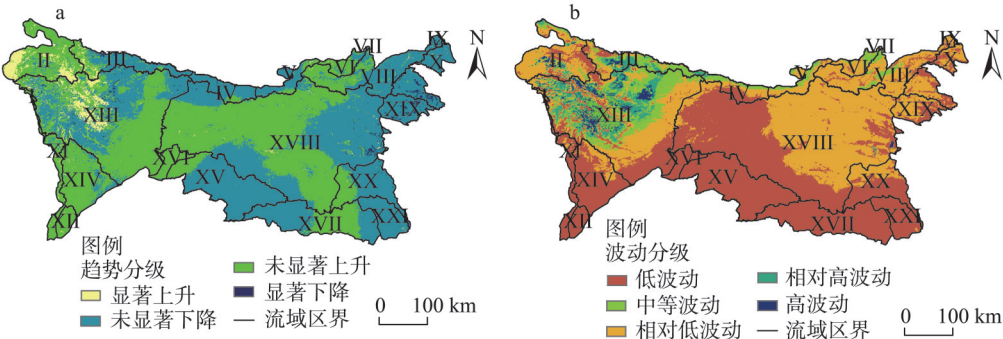 a
II
III
XIII
XI
XIV
XII
XVI
IV
XV
XVIII
XVII
V
VI
VII
VIII
IX
X
XIX
XX
XXI
N
图例
趋势分级
显著上升
未显著下降
未显著上升
显著下降
流域区界
0 100 km
b
II
III
XIII
XI
XIV
XII
XVI
IV
XV
XVIII
XVII
V
VI
VII
VIII
IX
X
XIX
XX
XXI
N
图例
波动分级
低波动
中等波动
相对低波动
相对高波动
高波动
流域区界
0 100 km